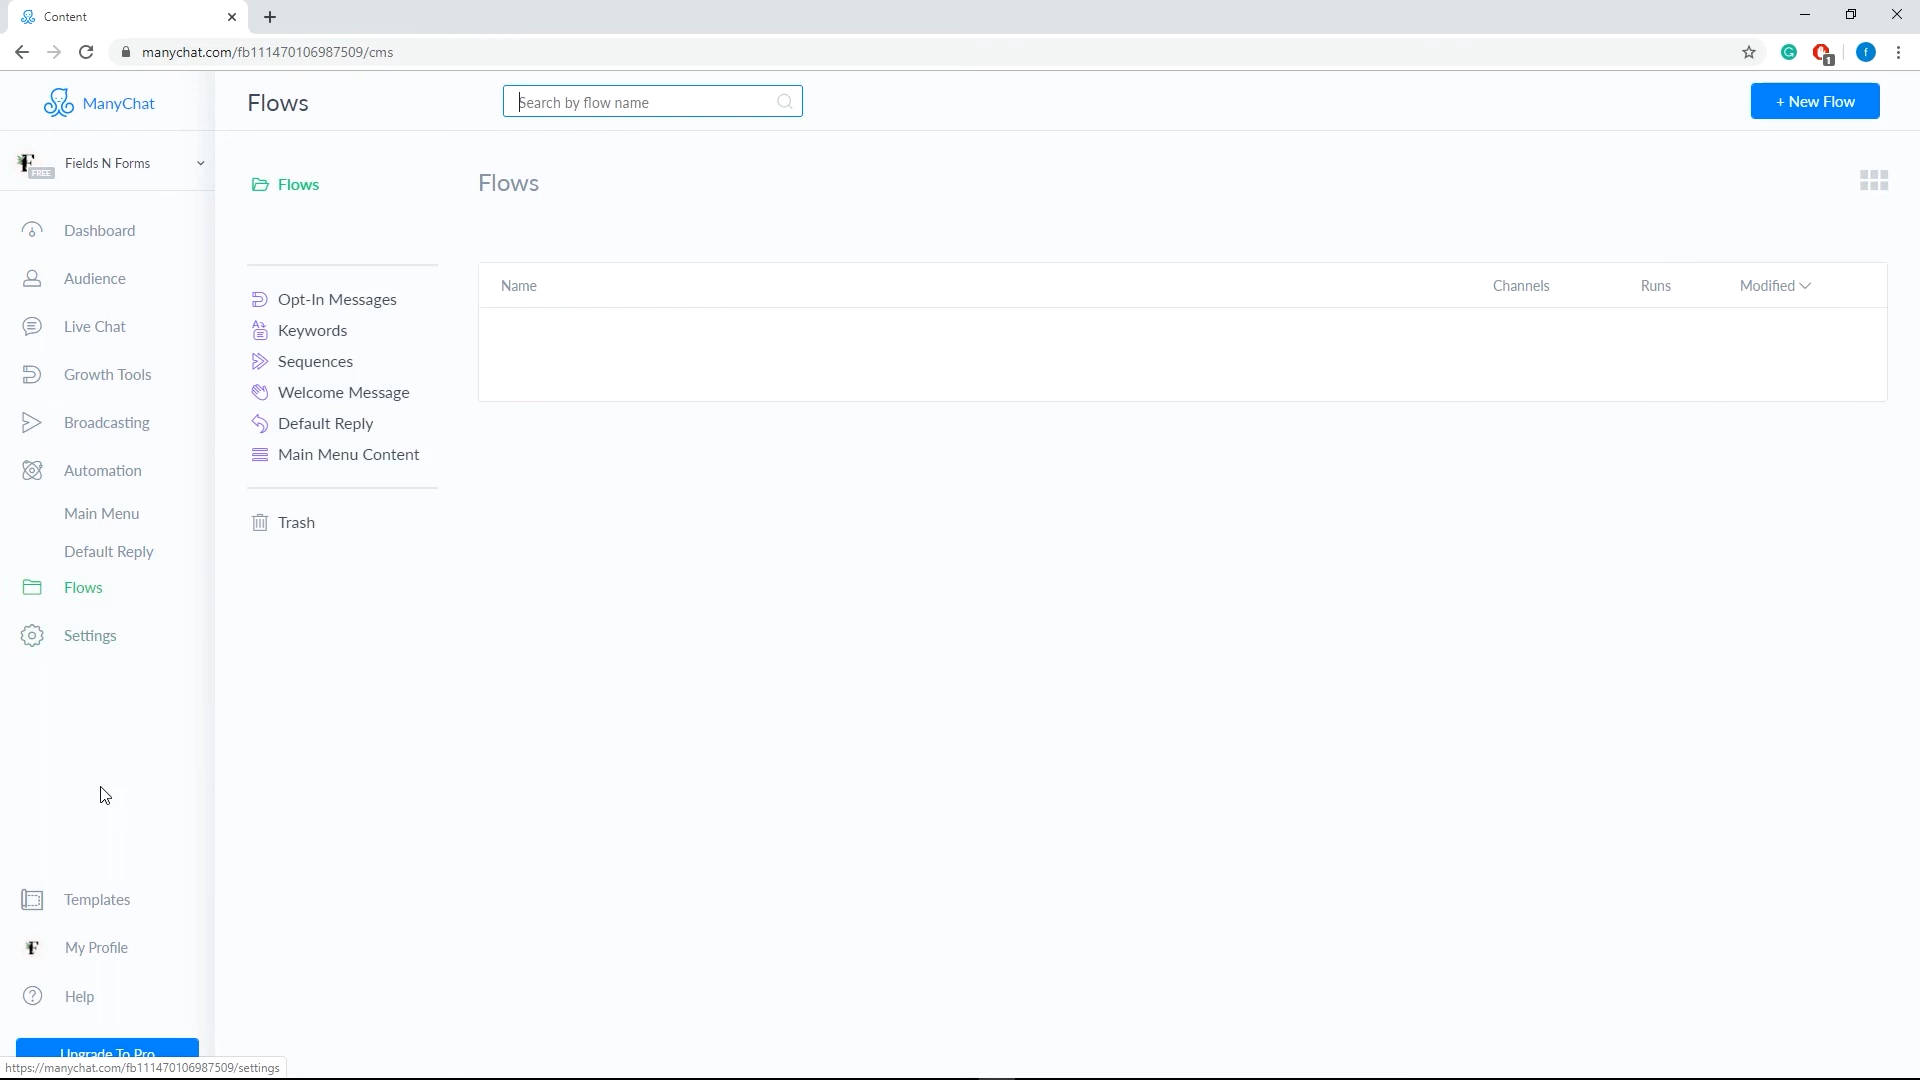 Content
manychat.com/fb111470106987509/cms
1
f
ManyChat
Flows
Search by flow name
+ New Flow
F
FREE
Fields N Forms
Flows
Flows
Dashboard
Audience
Live Chat
Growth Tools
Broadcasting
Automation
Main Menu
Default Reply
Flows
Settings
Opt-In Messages
Keywords
Sequences
Welcome Message
Default Reply
Main Menu Content
Trash
Name
Channels
Runs
Modified
Templates
F
My Profile
? Help
Upgrade To Pro
https://manychat.com/fb111470106987509/settings